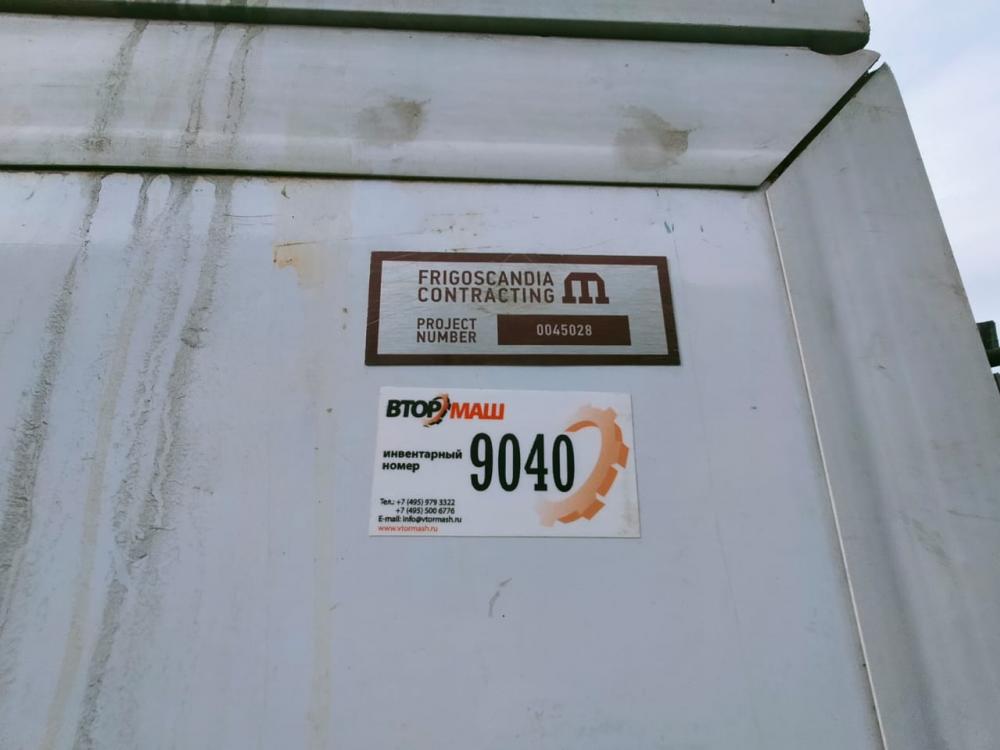 FRIGOSCANDIA
CONTRACTING
PROJECT
NUMBER
0045028
ВТОРМАШ
инвентарный
номер
9040
Тел.: +7 (495) 979 3322
+7 (495) 500 6776
E-mail: info@vtormash.ru
www.vtormash.ru